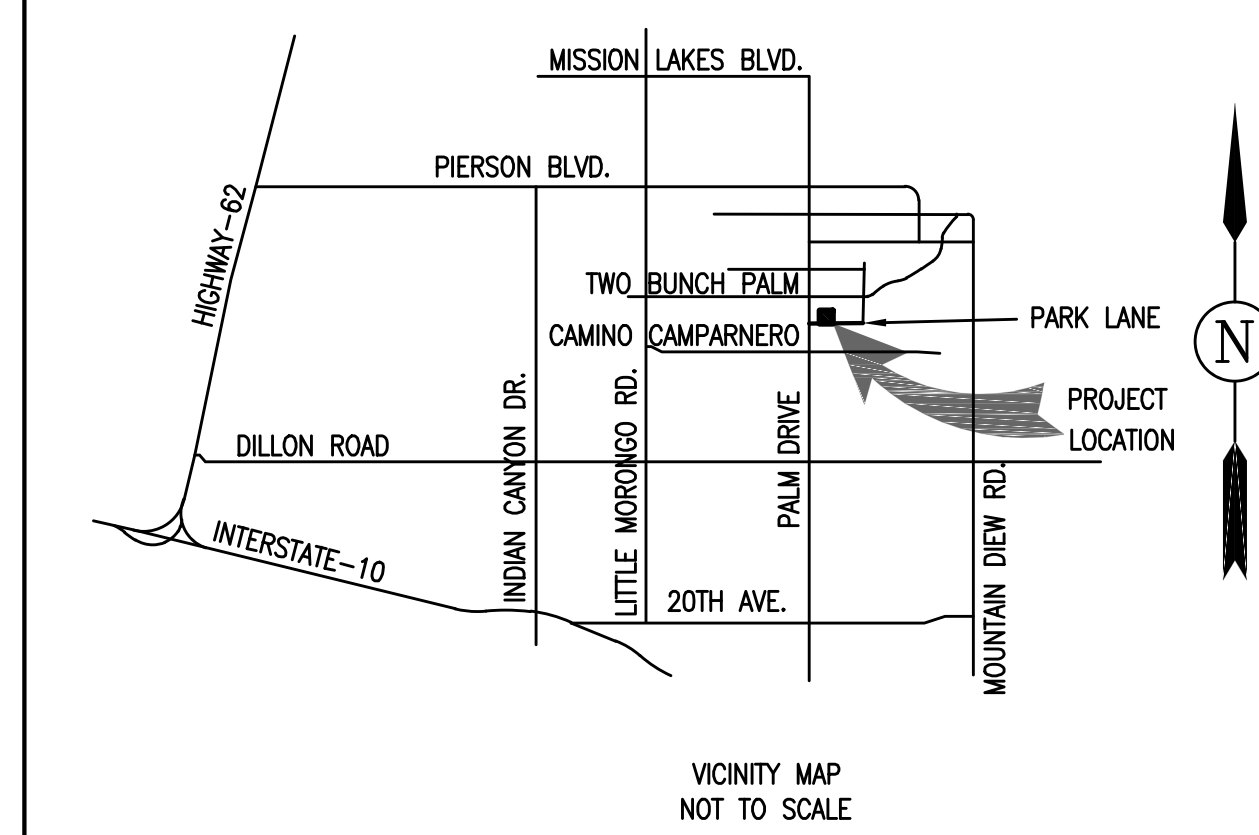 MISSION LAKES BLVD.
PIERSON BLVD.
HIGHWAY-62
TWO BUNCH PALM
PARK LANE
CAMINO CAMPARNERO
N
PROJECT
LOCATION
DILLON ROAD
INDIAN CANYON DR.
LITTLE MORONGO RD.
PALM DRIVE
MOUNTAIN DIEW RD.
INTERSTATE-10
20TH AVE.
VICINITY MAP
NOT TO SCALE